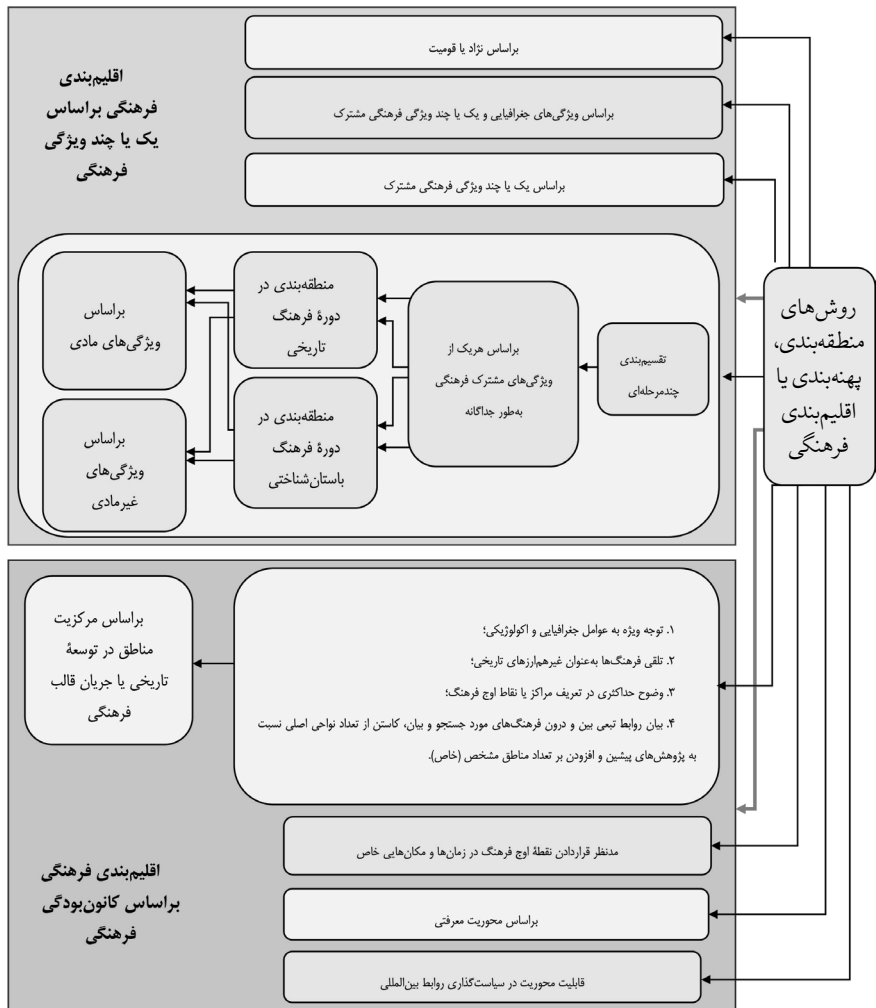 روش‌های
منطقه‌بندی،
پهنه‌بندی یا
اقلیم‌بندی
فرهنگی
اقلیم‌بندی
فرهنگی براساس
یک یا چند ویژگی
فرهنگی
براساس نژاد یا قومیت
براساس ویژگی‌های جغرافیایی و یک یا چند ویژگی فرهنگی مشترک
براساس یک یا چند ویژگی فرهنگی مشترک
تقسیم‌بندی
چندمرحله‌ای
براساس هریک از
ویژگی‌های مشترک فرهنگی
به‌طور جداگانه
منطقه‌بندی در
دورهٔ فرهنگ
تاریخی
منطقه‌بندی در
دورهٔ فرهنگ
باستان‌شناختی
براساس
ویژگی‌های مادی
براساس
ویژگی‌های
غیرمادی
۱. توجه ویژه به عوامل جغرافیایی و اکولوژیکی؛
۲. تلقی فرهنگ‌ها به‌عنوان غیرهم‌ارزهای تاریخی؛
۳. وضوح حداکثری در تعریف مراکز یا نقاط اوج فرهنگ؛
۴. بیان روابط تبعی بین و درون فرهنگ‌های مورد جستجو و بیان، کاستن از تعداد نواحی اصلی نسبت
به پژوهش‌های پیشین و افزودن بر تعداد مناطق مشخص (خاص).
براساس مرکزیت
مناطق در توسعهٔ
تاریخی یا جریان قالب
فرهنگی
اقلیم‌بندی فرهنگی
براساس کانون‌بودگی
فرهنگی
مدنظر قراردادن نقطهٔ اوج فرهنگ در زمان‌ها و مکان‌هایی خاص
براساس محوریت معرفتی
قابلیت محوریت در سیاست‌گذاری روابط بین‌المللی